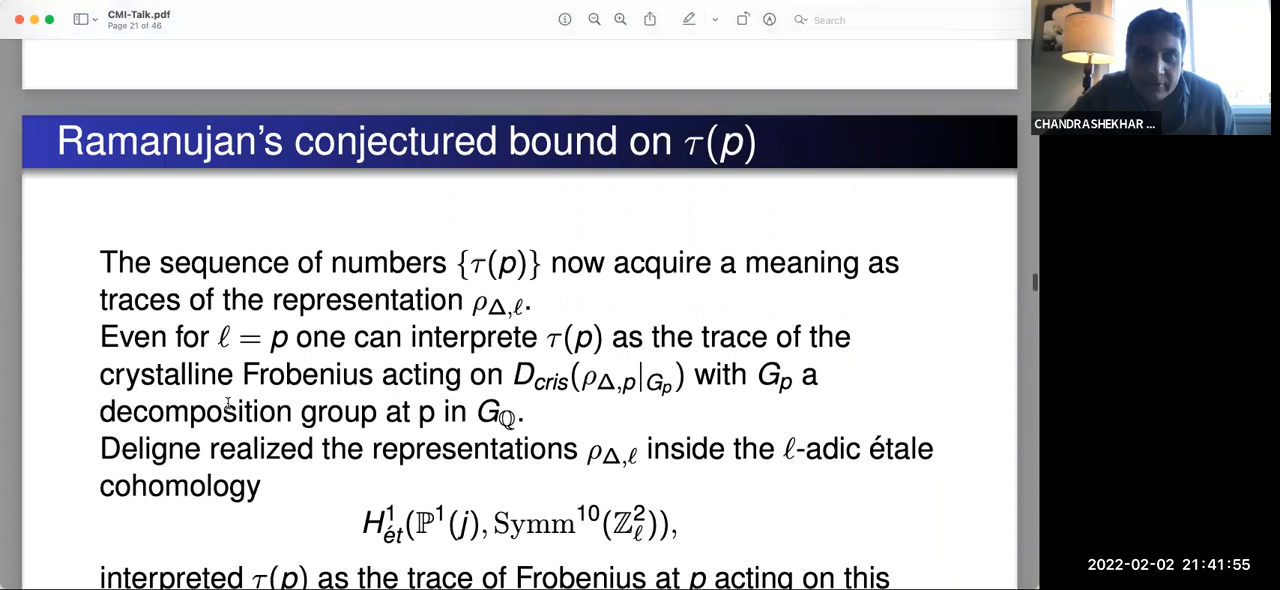 CMI-Talk.pdf
Page 21 of 46
Search
CHANDRASHEKHAR ...
Ramanujan's conjectured bound on τ(p)
The sequence of numbers {τ(p)} now acquire a meaning as
traces of the representation ρ_{Δ,ℓ}.
Even for ℓ = p one can interpret τ(p) as the trace of the
crystalline Frobenius acting on D_{cris}(ρ_{Δ,p}|_{G_p}) with G_p a
decomposition group at p in G_ℚ.
Deligne realized the representations ρ_{Δ,ℓ} inside the ℓ-adic étale
cohomology
H^1_{ét}(ℙ^1(j), Symm^{10}(ℤ_ℓ^2)),
interpreted τ(p) as the trace of Frobenius at p acting on this
2022-02-02 21:41:55